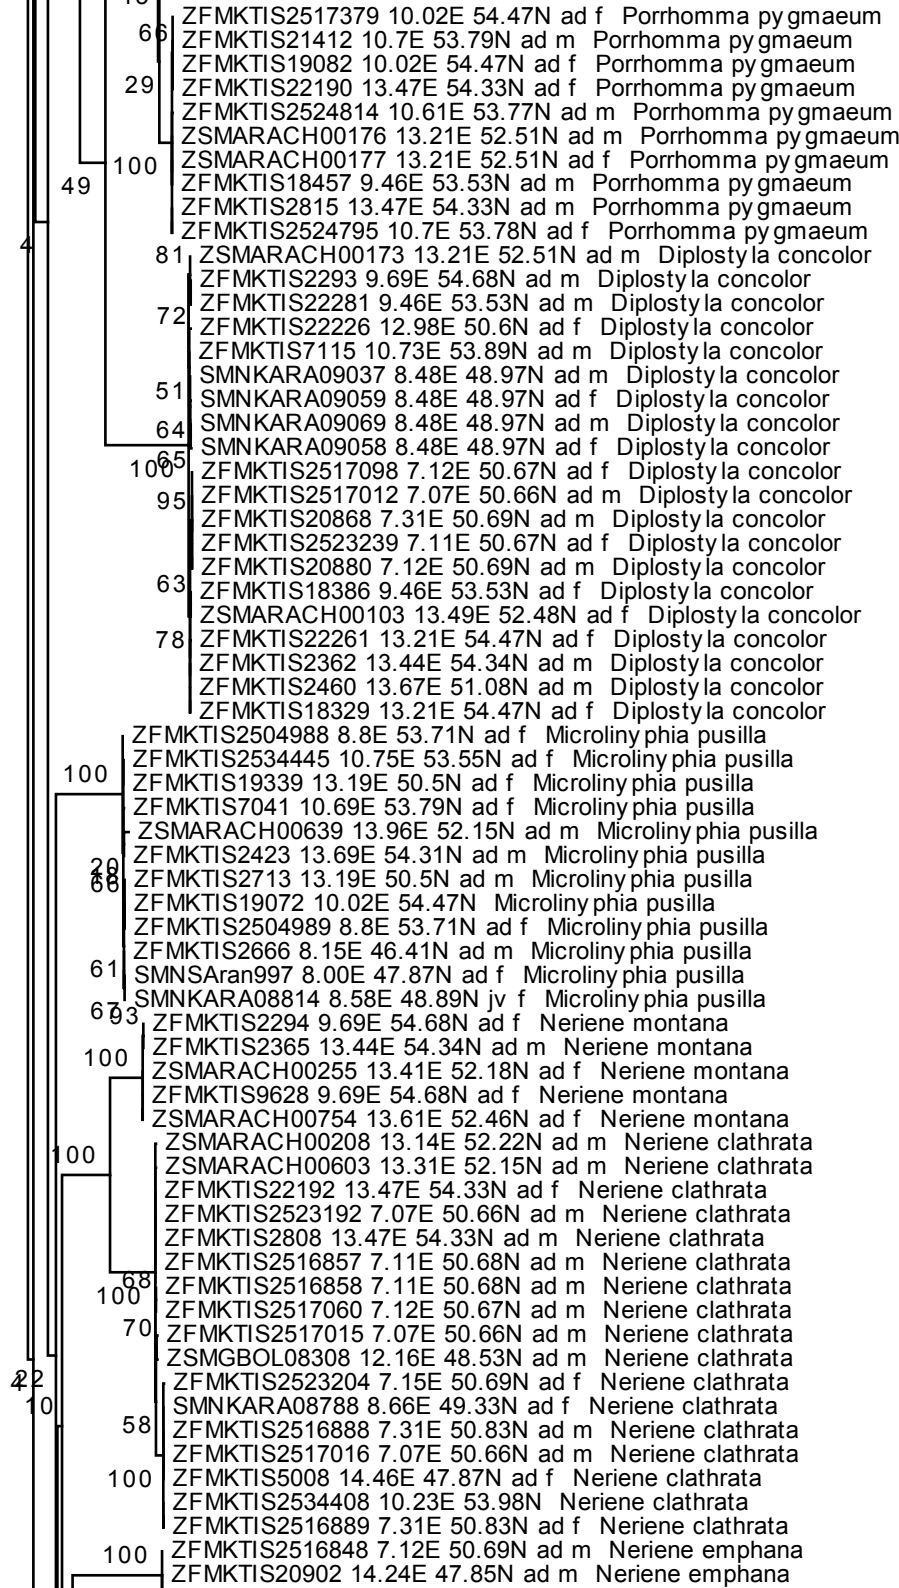 ZFMKTIS2517379 10.02E 54.47N ad f Porrhomma pygmaeum
66
ZFMKTIS21412 10.7E 53.79N ad m Porrhomma pygmaeum
ZFMKTIS19082 10.02E 54.47N ad f Porrhomma pygmaeum
29
ZFMKTIS22190 13.47E 54.33N ad f Porrhomma pygmaeum
ZFMKTIS2524814 10.61E 53.77N ad m Porrhomma pygmaeum
ZSMARACH00176 13.21E 52.51N ad m Porrhomma pygmaeum
100
ZSMARACH00177 13.21E 52.51N ad f Porrhomma pygmaeum
49
ZFMKTIS18457 9.46E 53.53N ad m Porrhomma pygmaeum
ZFMKTIS2815 13.47E 54.33N ad m Porrhomma pygmaeum
ZFMKTIS2524795 10.7E 53.78N ad f Porrhomma pygmaeum
4
81
ZSMARACH00173 13.21E 52.51N ad m Diplostyla concolor
ZFMKTIS2293 9.69E 54.68N ad m Diplostyla concolor
ZFMKTIS22281 9.46E 53.53N ad m Diplostyla concolor
72
ZFMKTIS22226 12.98E 50.6N ad f Diplostyla concolor
ZFMKTIS7115 10.73E 53.89N ad m Diplostyla concolor
SMNKARA09037 8.48E 48.97N ad m Diplostyla concolor
51
SMNKARA09059 8.48E 48.97N ad f Diplostyla concolor
SMNKARA09069 8.48E 48.97N ad m Diplostyla concolor
64
SMNKARA09058 8.48E 48.97N ad f Diplostyla concolor
65
100
ZFMKTIS2517098 7.12E 50.67N ad f Diplostyla concolor
95
ZFMKTIS2517012 7.07E 50.66N ad m Diplostyla concolor
ZFMKTIS20868 7.31E 50.69N ad m Diplostyla concolor
ZFMKTIS2523239 7.11E 50.67N ad f Diplostyla concolor
ZFMKTIS20880 7.12E 50.69N ad m Diplostyla concolor
63
ZFMKTIS18386 9.46E 53.53N ad f Diplostyla concolor
ZSMARACH00103 13.49E 52.48N ad f Diplostyla concolor
78
ZFMKTIS22261 13.21E 54.47N ad f Diplostyla concolor
ZFMKTIS2362 13.44E 54.34N ad m Diplostyla concolor
ZFMKTIS2460 13.67E 51.08N ad m Diplostyla concolor
ZFMKTIS18329 13.21E 54.47N ad f Diplostyla concolor
ZFMKTIS2504988 8.8E 53.71N ad f Microlinyphia pusilla
ZFMKTIS2534445 10.75E 53.55N ad f Microlinyphia pusilla
100
ZFMKTIS19339 13.19E 50.5N ad f Microlinyphia pusilla
ZFMKTIS7041 10.69E 53.79N ad f Microlinyphia pusilla
ZSMARACH00639 13.96E 52.15N ad m Microlinyphia pusilla
ZFMKTIS2423 13.69E 54.31N ad m Microlinyphia pusilla
20
66
ZFMKTIS2713 13.19E 50.5N ad m Microlinyphia pusilla
ZFMKTIS19072 10.02E 54.47N Microlinyphia pusilla
ZFMKTIS2504989 8.8E 53.71N ad f Microlinyphia pusilla
ZFMKTIS2666 8.15E 46.41N ad m Microlinyphia pusilla
61
SMNSAran997 8.00E 47.87N ad f Microlinyphia pusilla
SMNKARA08814 8.58E 48.89N jv f Microlinyphia pusilla
67
93
ZFMKTIS2294 9.69E 54.68N ad f Neriene montana
ZFMKTIS2365 13.44E 54.34N ad m Neriene montana
100
ZSMARACH00255 13.41E 52.18N ad f Neriene montana
ZFMKTIS9628 9.69E 54.68N ad f Neriene montana
ZSMARACH00754 13.61E 52.46N ad f Neriene montana
ZSMARACH00208 13.14E 52.22N ad m Neriene clathrata
100
ZSMARACH00603 13.31E 52.15N ad m Neriene clathrata
ZFMKTIS22192 13.47E 54.33N ad f Neriene clathrata
ZFMKTIS2523192 7.07E 50.66N ad m Neriene clathrata
ZFMKTIS2808 13.47E 54.33N ad m Neriene clathrata
ZFMKTIS2516857 7.11E 50.68N ad m Neriene clathrata
68
ZFMKTIS2516858 7.11E 50.68N ad m Neriene clathrata
100
ZFMKTIS2517060 7.12E 50.67N ad m Neriene clathrata
70
ZFMKTIS2517015 7.07E 50.66N ad m Neriene clathrata
ZSMGBOL08308 12.16E 48.53N ad m Neriene clathrata
22
ZFMKTIS2523204 7.15E 50.69N ad f Neriene clathrata
10
SMNKARA08788 8.66E 49.33N ad f Neriene clathrata
58
ZFMKTIS2516888 7.31E 50.83N ad m Neriene clathrata
ZFMKTIS2517016 7.07E 50.66N ad m Neriene clathrata
100
ZFMKTIS5008 14.46E 47.87N ad f Neriene clathrata
ZFMKTIS2534408 10.23E 53.98N Neriene clathrata
ZFMKTIS2516889 7.31E 50.83N ad f Neriene clathrata
100
ZFMKTIS2516848 7.12E 50.69N ad m Neriene emphana
ZFMKTIS20902 14.24E 47.85N ad m Neriene emphana